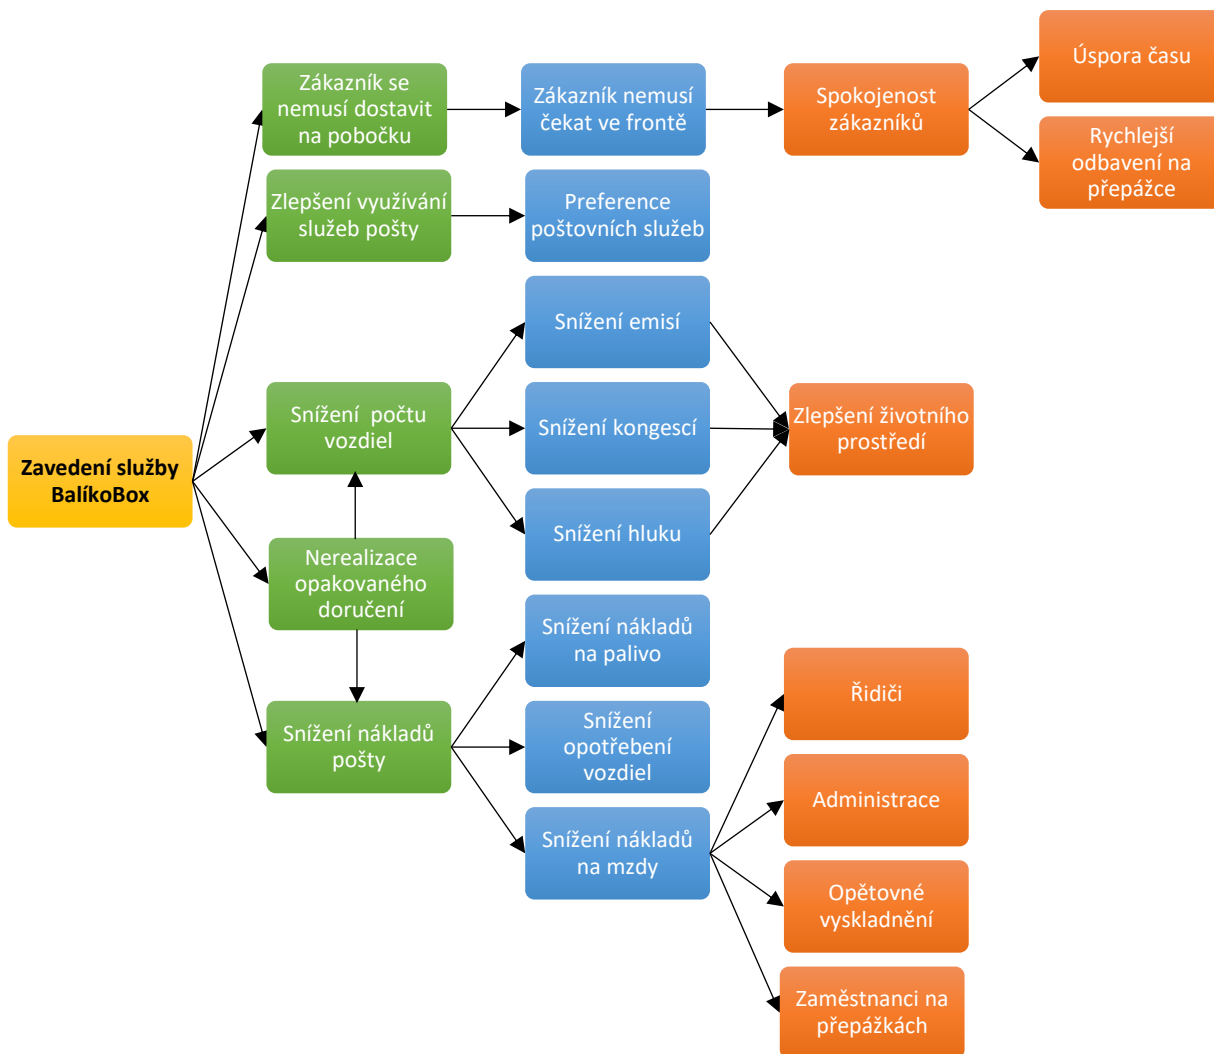 Zavedení služby
BalíkoBox
Zákazník se
nemusí dostavit
na pobočku
Zlepšení využívání
služeb pošty
Snížení počtu
vozdiel
Nerealizace
opakovaného
doručení
Snížení nákladů
pošty
Zákazník nemusí
čekat ve frontě
Preference
poštovních služeb
Snížení emisí
Snížení kongescí
Snížení hluku
Snížení nákladů
na palivo
Snížení
opotřebení
vozdiel
Snížení nákladů
na mzdy
Spokojenost
zákazníků
Zlepšení životního
prostředí
Řidiči
Administrace
Opětovné
vyskladnění
Zaměstnanci na
přepážkách
Úspora času
Rychlejší
odbavení na
přepážce